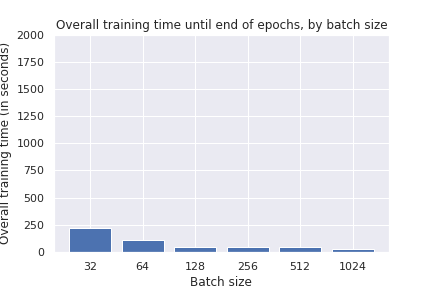 Overall training time until end of epochs, by batch size
Overall training time (in seconds)
2000
1750
1500
1250
1000
750
500
250
0
32 64 128 256 512 1024
Batch size